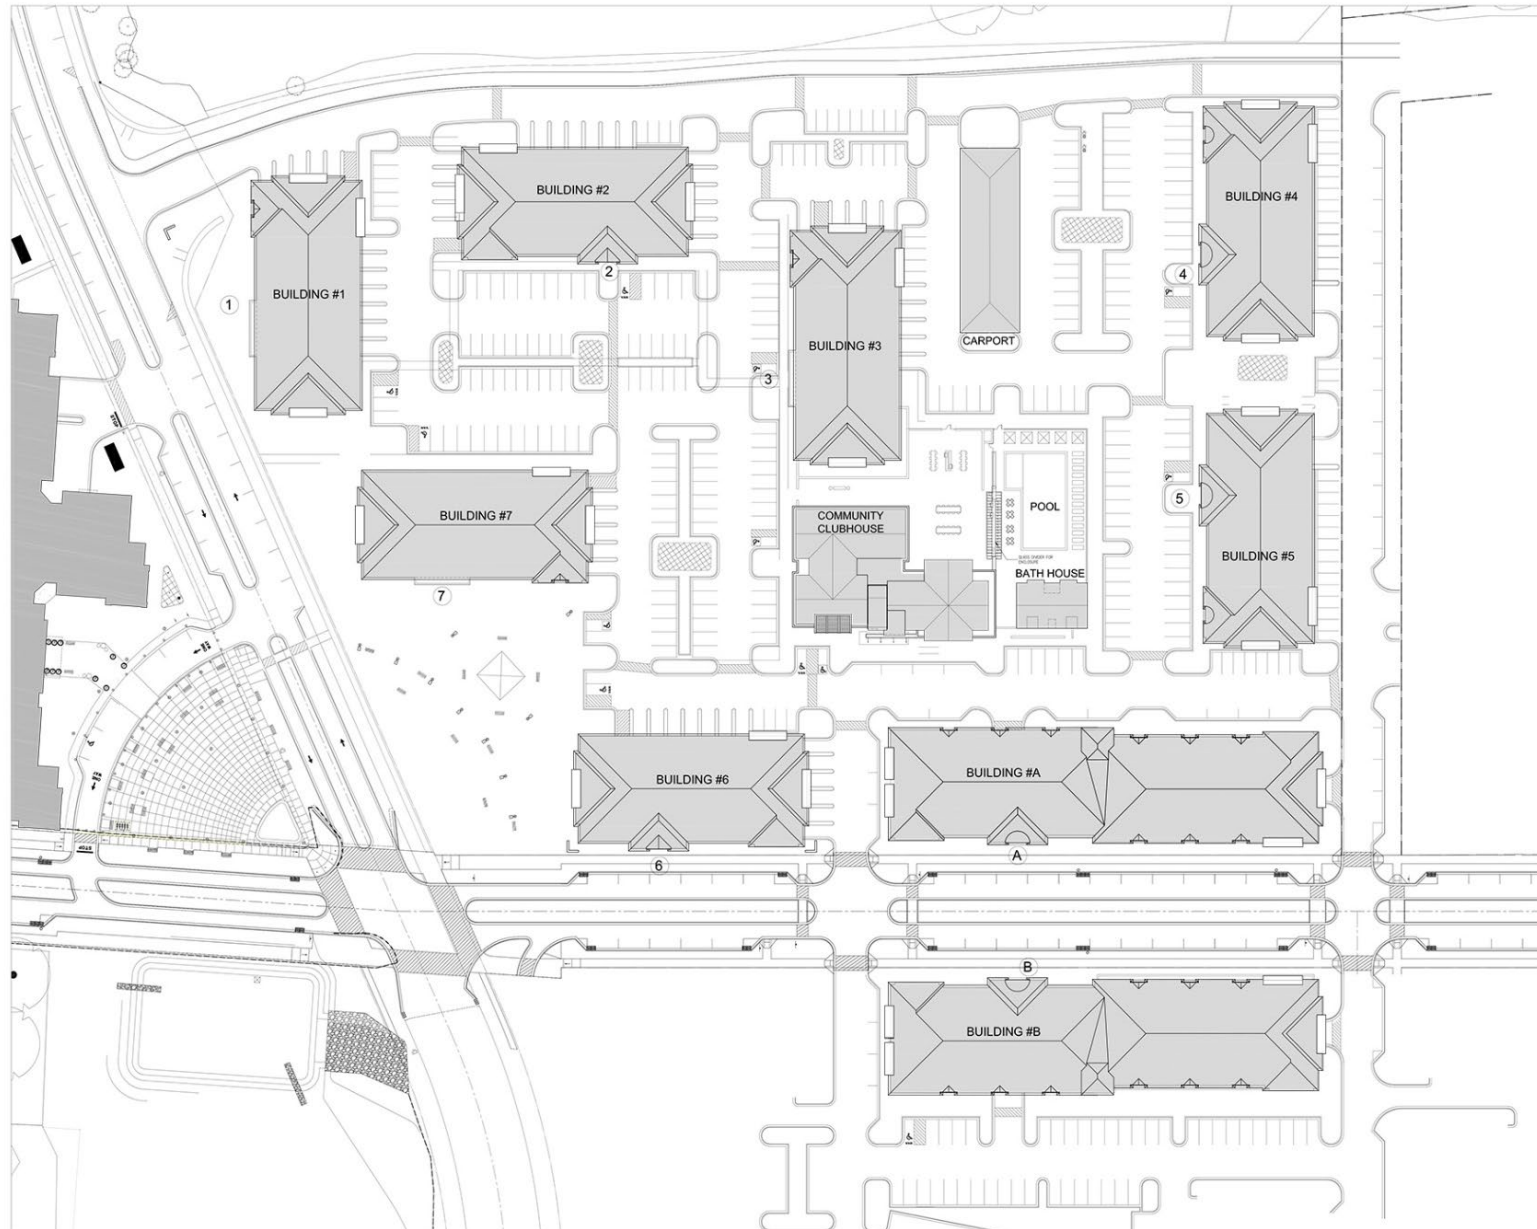 BUILDING #2
BUILDING #4
2
4
BUILDING #1
1
CARPORT
BUILDING #3
3
5
POOL
COMMUNITY
CLUBHOUSE
BUILDING #7
BUILDING #5
BATH HOUSE
7
BUILDING #6
BUILDING #A
6
A
STOP
B
BUILDING #B